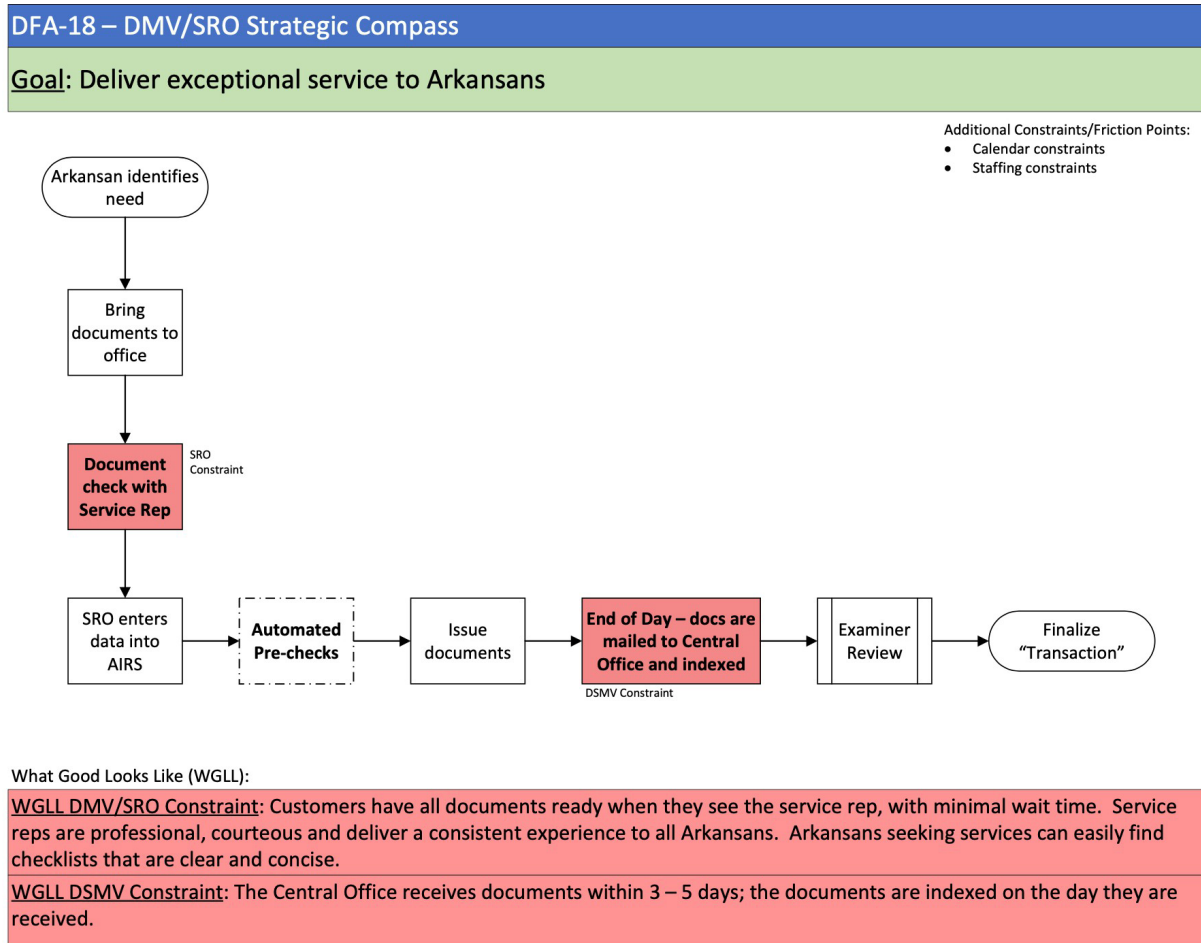 DFA-18 – DMV/SRO Strategic Compass
Goal: Deliver exceptional service to Arkansans
Additional Constraints/Friction Points:
• Calendar constraints
• Staffing constraints
Arkansan identifies
need
Bring
documents to
office
Document
check with
Service Rep
SRO
Constraint
SRO enters
data into
AIRS
Automated
Pre-checks
Issue
documents
End of Day – docs are
mailed to Central
Office and indexed
DSMV Constraint
Examiner
Review
Finalize
“Transaction”
What Good Looks Like (WGLL):
WGLL DMV/SRO Constraint: Customers have all documents ready when they see the service rep, with minimal wait time. Service
reps are professional, courteous and deliver a consistent experience to all Arkansans. Arkansans seeking services can easily find
checklists that are clear and concise.
WGLL DSMV Constraint: The Central Office receives documents within 3 – 5 days; the documents are indexed on the day they are
received.